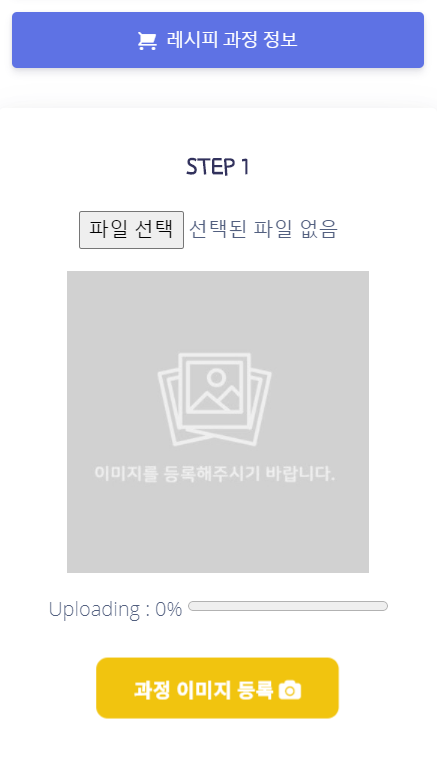 레시피 과정 정보
STEP 1
파일 선택 선택된 파일 없음
이미지를 등록해주시기 바랍니다.
Uploading : 0%
과정 이미지 등록